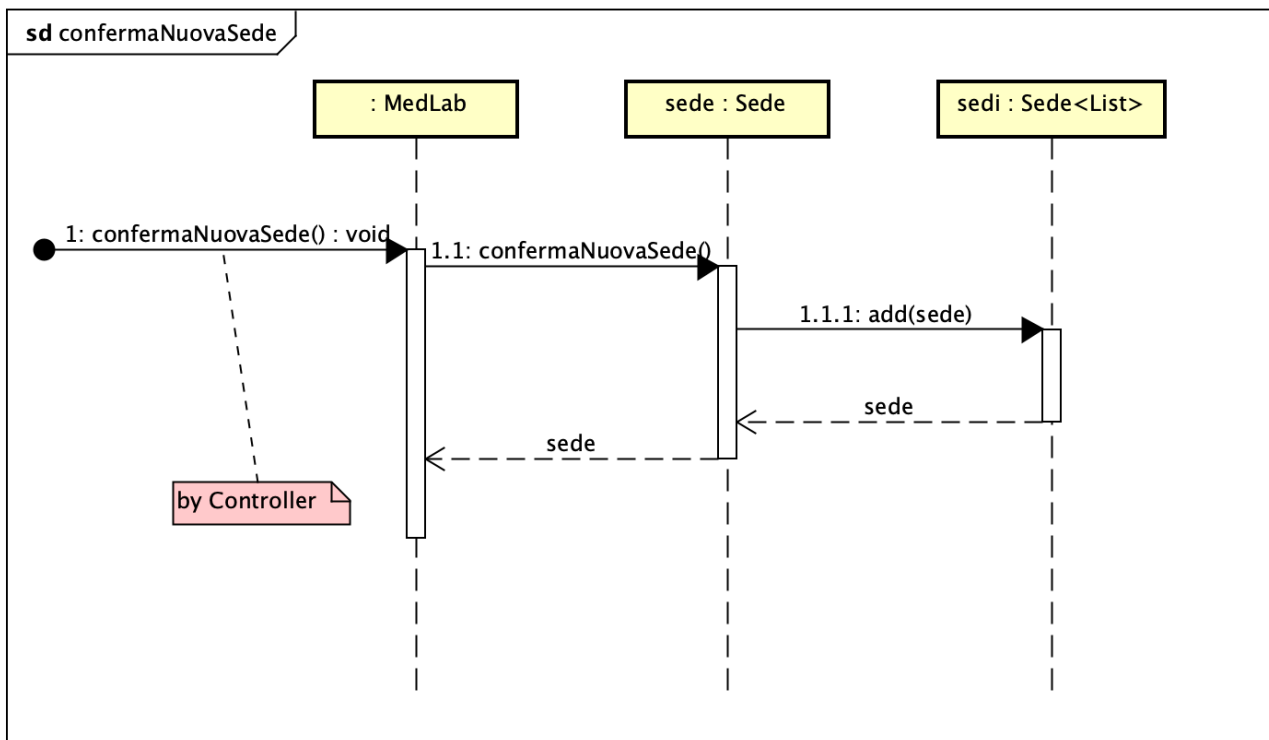 sd confermaNuovaSede
: MedLab
sede : Sede
sedi : Sede<List>
1: confermaNuovaSede() : void
1.1: confermaNuovaSede()
1.1.1: add(sede)
sede
sede
by Controller